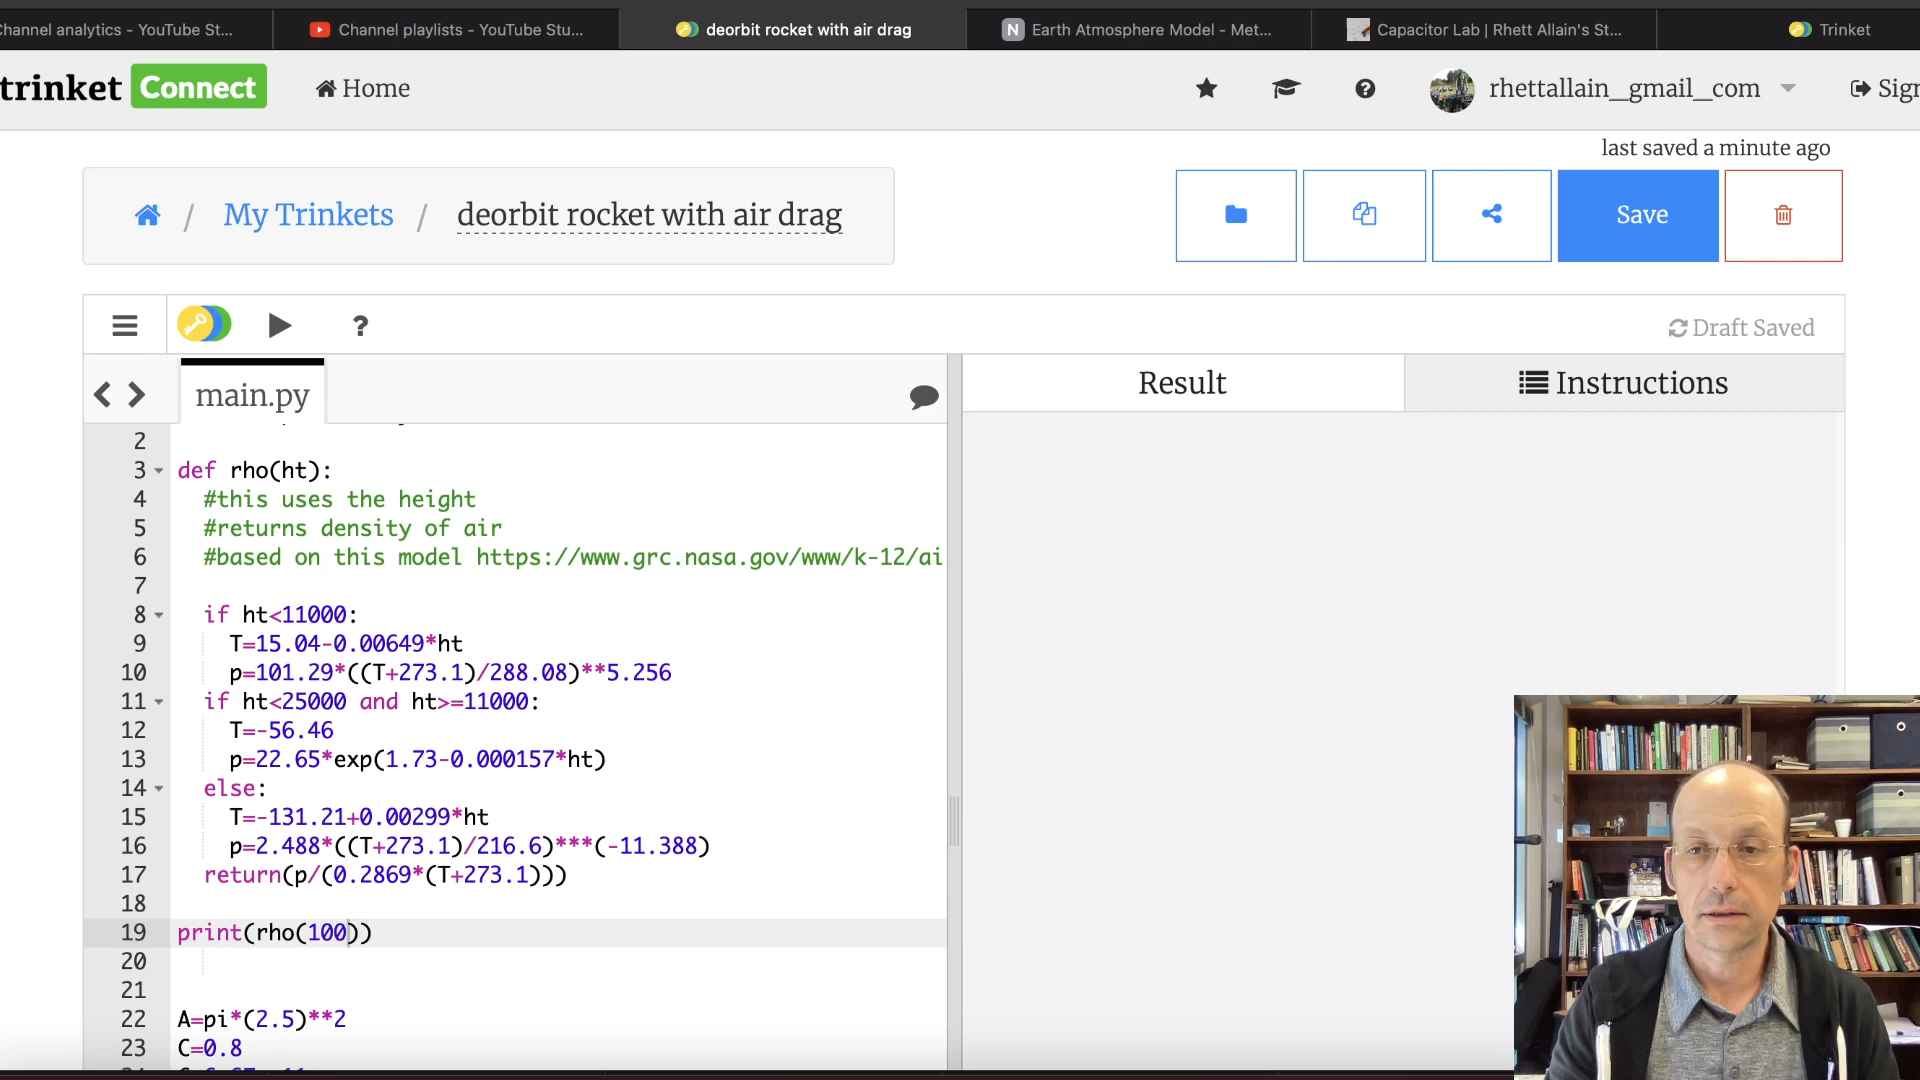 Channel analytics - YouTube St...
Channel playlists - YouTube Stu...
deorbit rocket with air drag
Earth Atmosphere Model - Met...
Capacitor Lab | Rhett Allain's St...
Trinket
trinket Connect
Home
rhettallain_gmail_com
Sign
last saved a minute ago
/ My Trinkets / deorbit rocket with air drag
Save
Draft Saved
main.py
Result
Instructions
2
3 def rho(ht):
4 #this uses the height
5 #returns density of air
6 #based on this model https://www.grc.nasa.gov/www/k-12/ai
7
8 if ht<11000:
9 T=15.04-0.00649*ht
10 p=101.29*((T+273.1)/288.08)**5.256
11 if ht<25000 and ht>=11000:
12 T=-56.46
13 p=22.65*exp(1.73-0.000157*ht)
14 else:
15 T=-131.21+0.00299*ht
16 p=2.488*((T+273.1)/216.6)***(-11.388)
17 return(p/(0.2869*(T+273.1)))
18
19 print(rho(100))
20
21
22 A=pi*(2.5)**2
23 C=0.8